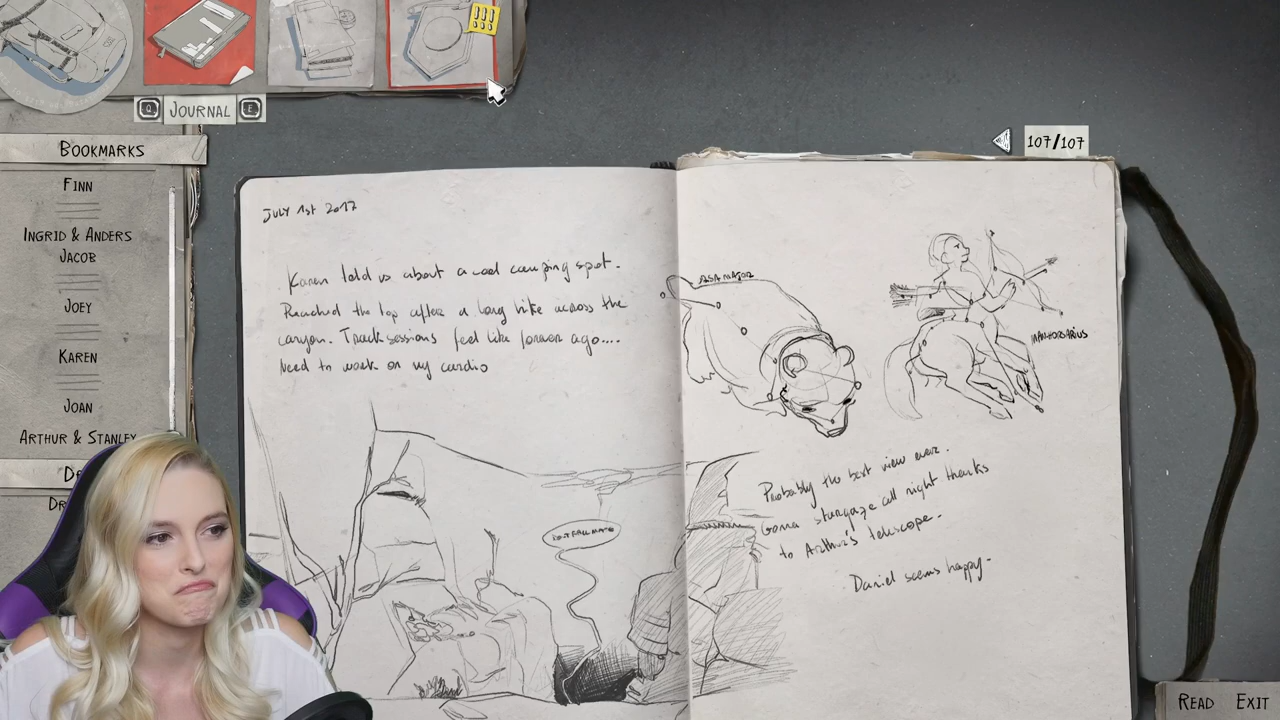 Q JOURNAL E
BOOKMARKS
FINN
INGRID & ANDERS
JACOB
JOEY
KAREN
JOAN
ARTHUR & STANLEY
107/107
JULY 1st 2017
Karen told us about a cool camping spot.
Reached the top after a long hike across the
canyon. Track sessions feel like forever ago....
Need to work on my cardio
MANHORSARIUS
Probably the best view ever.
Gonna stargaze all night thanks
to Arthur's telescope.
Daniel seems happy.
READ EXIT